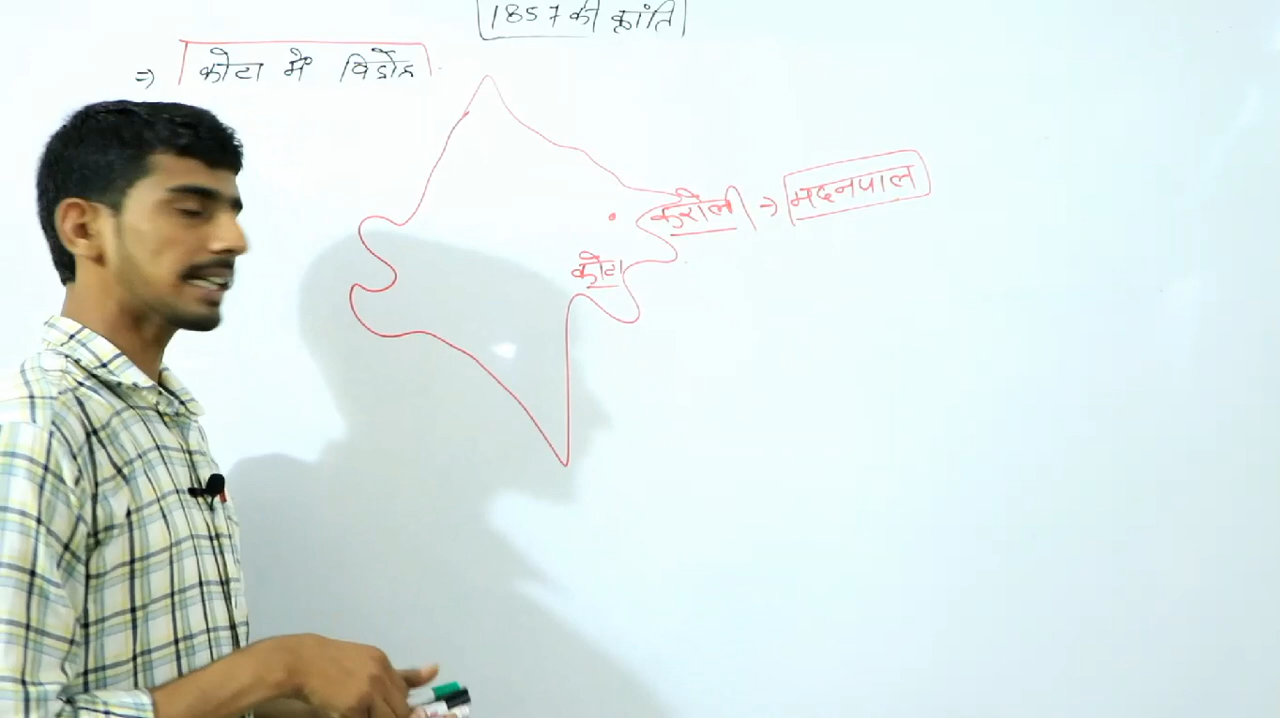 1857 की क्रांति
⇒ कोटा में विद्रोह
करौली ⇒ मदनपाल
कोटा